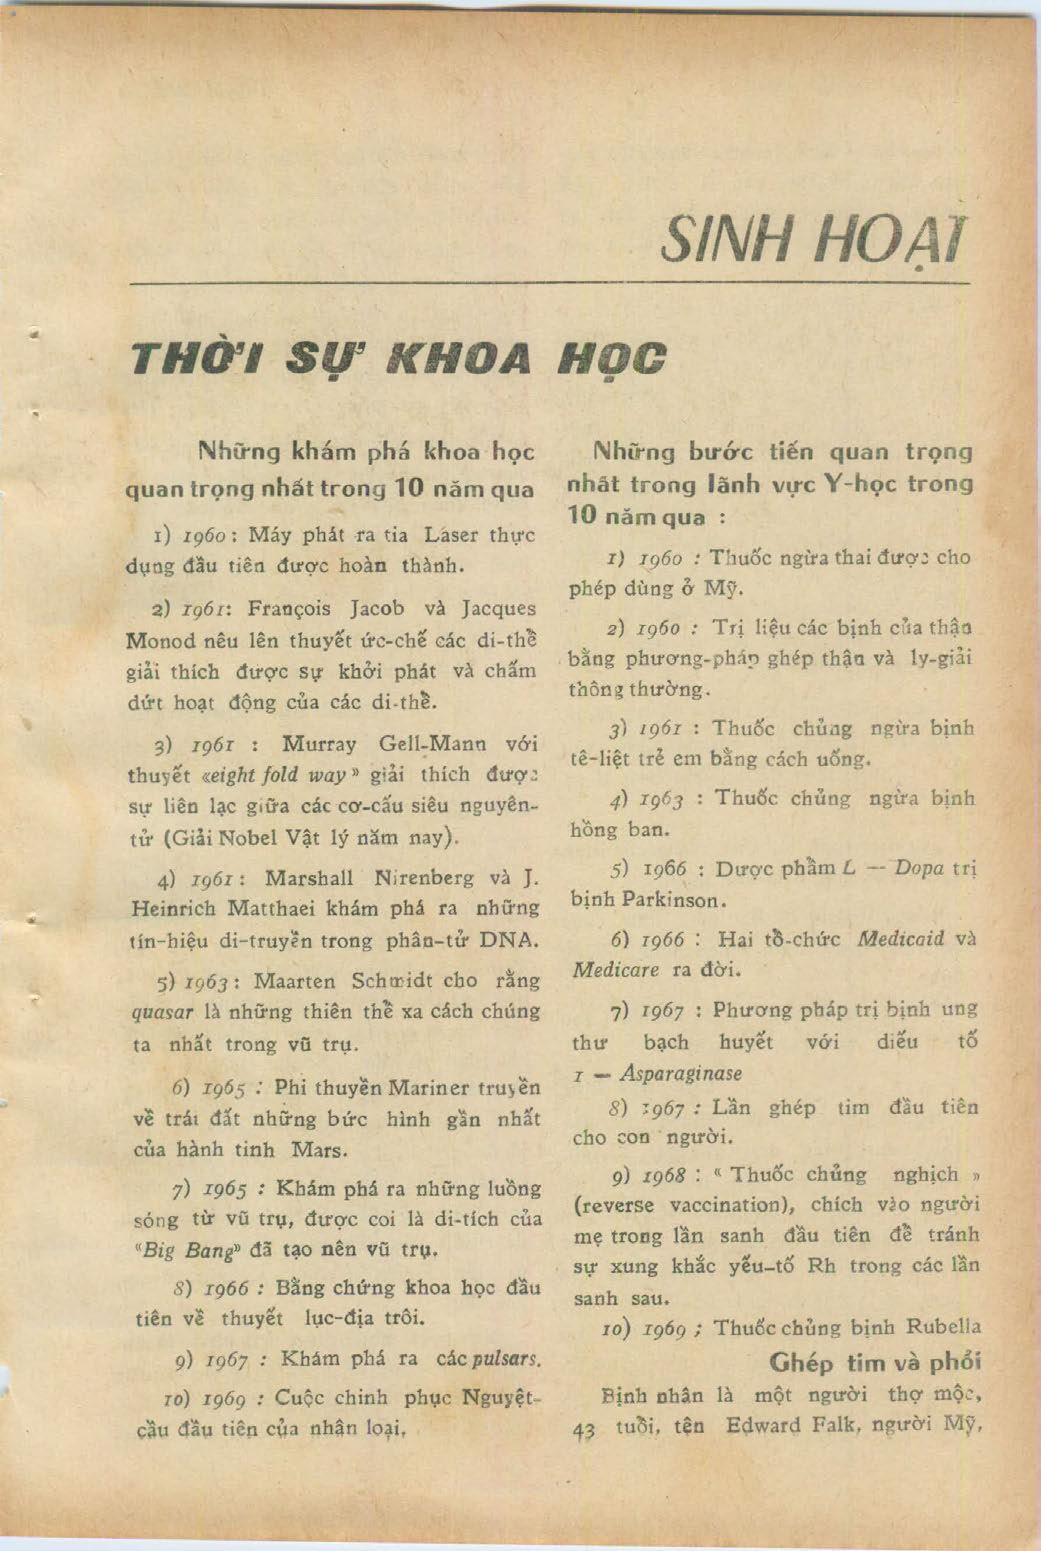 SINH HOẠT
THỜI SỰ KHOA HỌC
Những khám phá khoa học
quan trọng nhất trong 10 năm qua
1) 1960 : Máy phát ra tia Laser thực
dụng đầu tiên được hoàn thành.
2) 1961: François Jacob và Jacques
Monod nêu lên thuyết ức-chế các di-thể
giải thích được sự khởi phát và chấm
dứt hoạt động của các di-thể.
3) 1961 : Murray Gell-Mann với
thuyết «eight fold way» giải thích được
sự liên lạc giữa các cơ-cấu siêu nguyên-
tử (Giải Nobel Vật lý năm nay).
4) 1961 : Marshall Nirenberg và J.
Heinrich Matthaei khám phá ra những
tín-hiệu di-truyền trong phân-tử DNA.
5) 1963 : Maarten Schmidt cho rằng
quasar là những thiên thể xa cách chúng
ta nhất trong vũ trụ.
6) 1965 : Phi thuyền Mariner truyền
về trái đất những bức hình gần nhất
của hành tinh Mars.
7) 1965 : Khám phá ra những luồng
sóng từ vũ trụ, được coi là di-tích của
«Big Bang» đã tạo nên vũ trụ.
8) 1966 : Bằng chứng khoa học đầu
tiên về thuyết lục-địa trôi.
9) 1967 : Khám phá ra các pulsars.
10) 1969 : Cuộc chinh phục Nguyệt-
cầu đầu tiên của nhân loại.
Những bước tiến quan trọng
nhất trong lãnh vực Y-học trong
10 năm qua :
1) 1960 : Thuốc ngừa thai được cho
phép dùng ở Mỹ.
2) 1960 : Trị liệu các bịnh của thận
bằng phương-pháp ghép thận và ly-giải
thông thường.
3) 1961 : Thuốc chủng ngừa bịnh
tê-liệt trẻ em bằng cách uống.
4) 1963 : Thuốc chủng ngừa bịnh
hồng ban.
5) 1966 : Dược phẩm L — Dopa trị
bịnh Parkinson.
6) 1966 : Hai tổ-chức Medicaid và
Medicare ra đời.
7) 1967 : Phương pháp trị bịnh ung
thư bạch huyết với diếu tố
1 — Asparaginase
8) 1967 : Lần ghép tim đầu tiên
cho con người.
9) 1968 : « Thuốc chủng nghịch »
(reverse vaccination), chích vào người
mẹ trong lần sanh đầu tiên để tránh
sự xung khắc yếu-tố Rh trong các lần
sanh sau.
10) 1969 ; Thuốc chủng bịnh Rubella
Ghép tim và phổi
Bịnh nhân là một người thợ mộc,
43 tuổi, tên Edward Falk, người Mỹ,